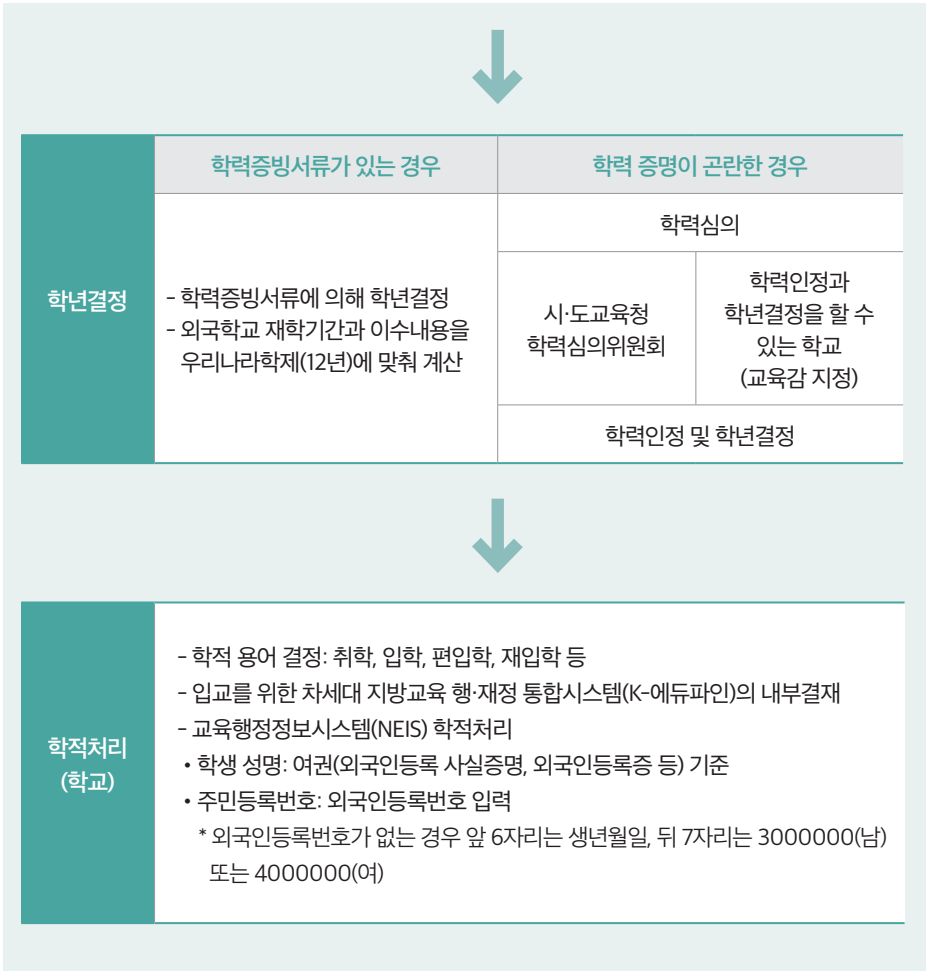 학력증빙서류가 있는 경우
학력 증명이 곤란한 경우
학년결정
- 학력증빙서류에 의해 학년결정
- 외국학교 재학기간과 이수내용을
우리나라학제(12년)에 맞춰 계산
학력심의
시·도교육청
학력심의위원회
학력인정과
학년결정을 할 수
있는 학교
(교육감 지정)
학력인정 및 학년결정
학적처리
(학교)
- 학적 용어 결정: 취학, 입학, 편입학, 재입학 등
- 입교를 위한 차세대 지방교육 행·재정 통합시스템(K-에듀파인)의 내부결재
- 교육행정정보시스템(NEIS) 학적처리
• 학생 성명: 여권(외국인등록 사실증명, 외국인등록증 등) 기준
• 주민등록번호: 외국인등록번호 입력
* 외국인등록번호가 없는 경우 앞 6자리는 생년월일, 뒤 7자리는 3000000(남)
또는 4000000(여)